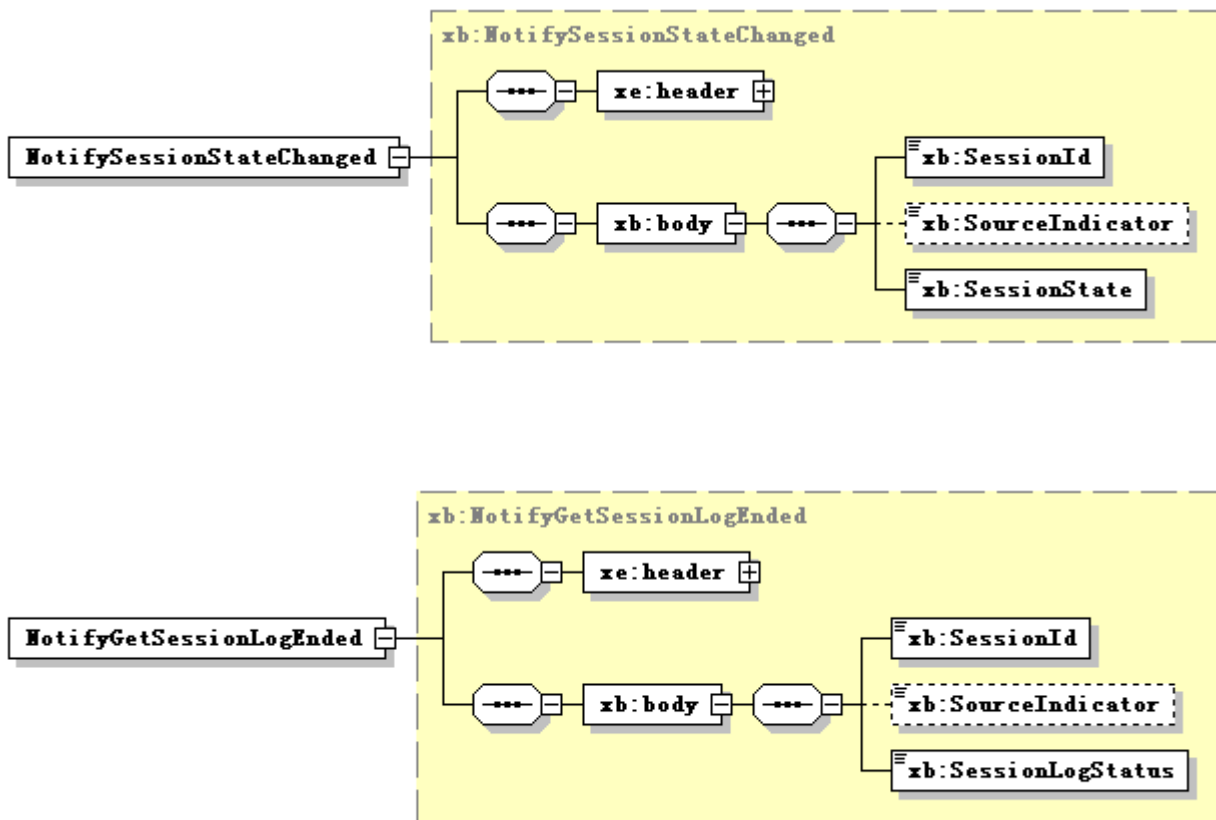 xb:NotifySessionStateChanged
xe:header
NotifySessionStateChanged
xb:SessionId
xb:body
xb:SourceIndicator
xb:SessionState
xb:NotifyGetSessionLogEnded
xe:header
NotifyGetSessionLogEnded
xb:SessionId
xb:body
xb:SourceIndicator
xb:SessionLogStatus